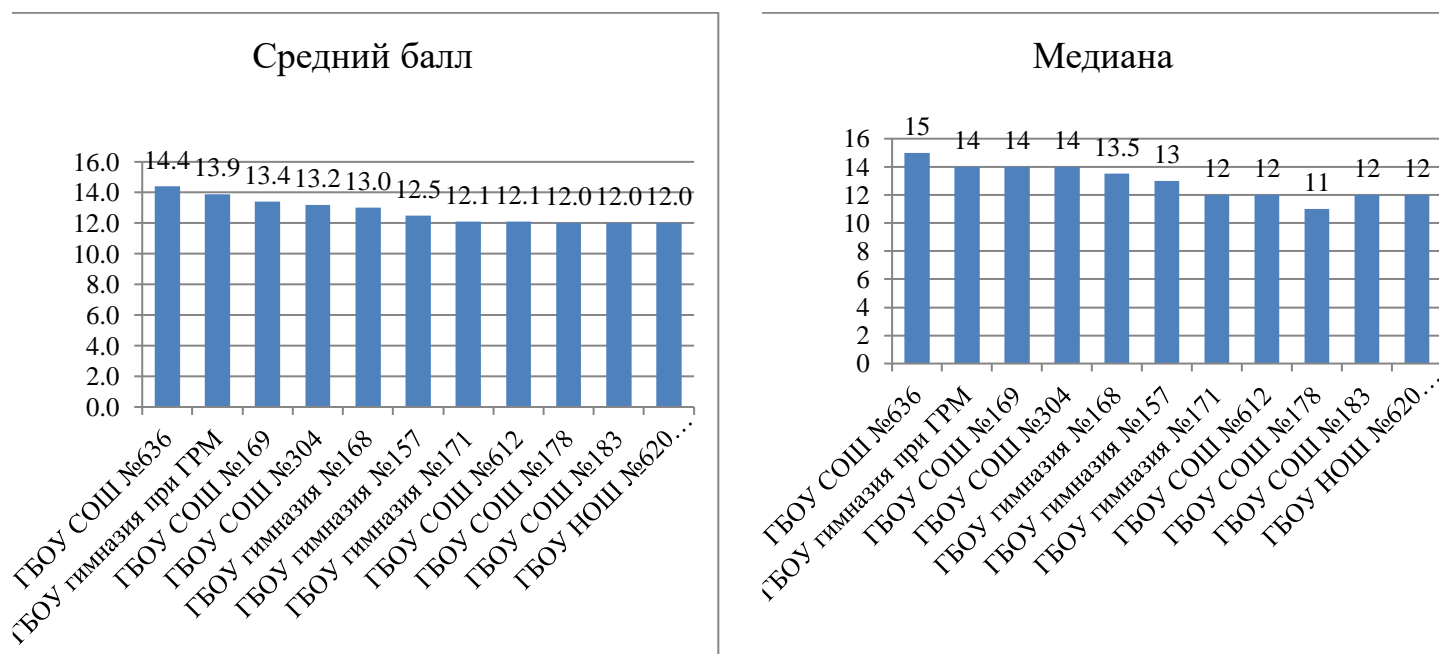 Средний балл
16.0
14.0
12.0
10.0
8.0
6.0
4.0
2.0
0.0
14.4
13.9
13.4
13.2
13.0
12.5
12.1
12.1
12.0
12.0
12.0
ГБОУ СОШ №636
ГБОУ гимназия при ГРМ
ГБОУ СОШ №169
ГБОУ СОШ №304
ГБОУ гимназия №168
ГБОУ гимназия №157
ГБОУ гимназия №171
ГБОУ СОШ №612
ГБОУ СОШ №178
ГБОУ СОШ №183
ГБОУ НОШ №620…
Медиана
16
14
12
10
8
6
4
2
0
15
14
14
14
13.5
13
12
12
11
12
12
ГБОУ СОШ №636
ГБОУ гимназия при ГРМ
ГБОУ СОШ №169
ГБОУ СОШ №304
ГБОУ гимназия №168
ГБОУ гимназия №157
ГБОУ гимназия №171
ГБОУ СОШ №612
ГБОУ СОШ №178
ГБОУ СОШ №183
ГБОУ НОШ №620…